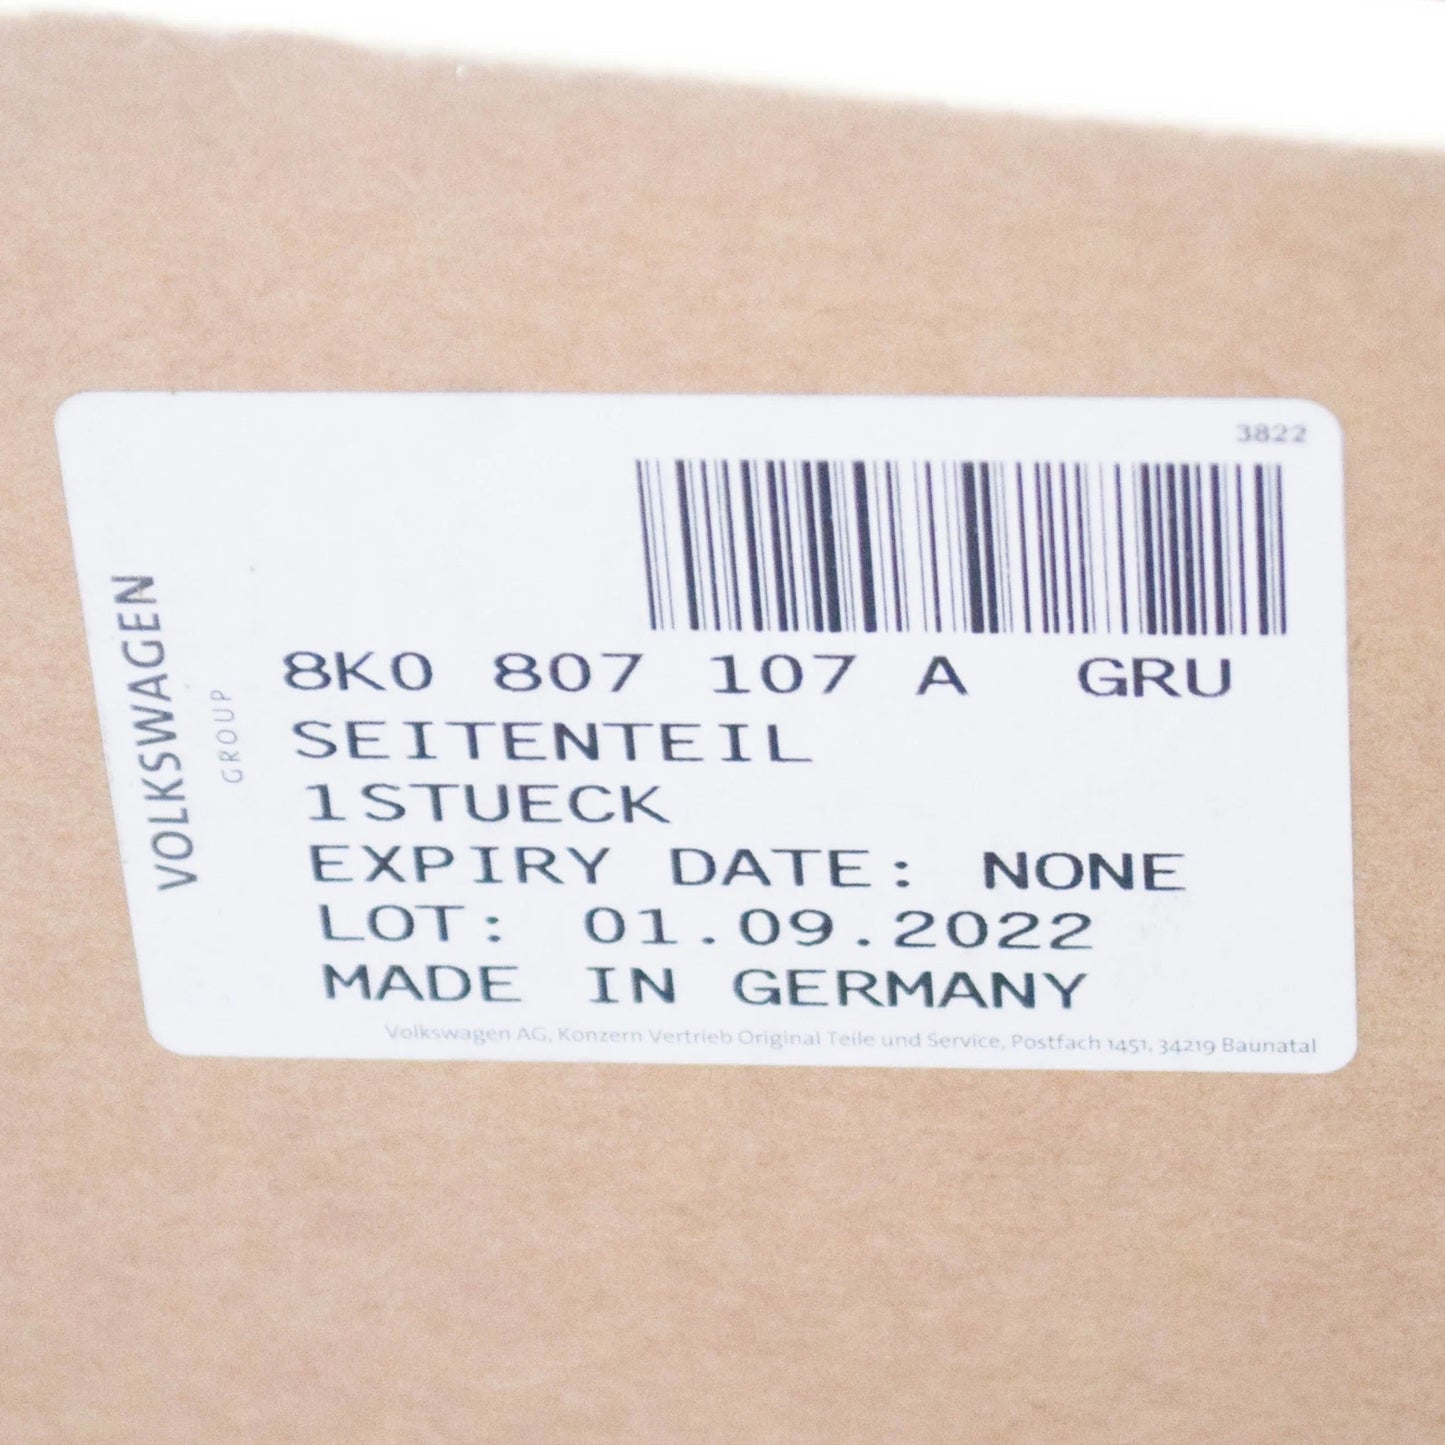 3822
VOLKSWAGEN
GROUP
8K0 807 107 A GRU
SEITENTEIL
1STUECK
EXPIRY DATE: NONE
LOT: 01.09.2022
MADE IN GERMANY
Volkswagen AG, Konzern Vertrieb Original Teile und Service, Postfach 1451, 34219 Baunatal